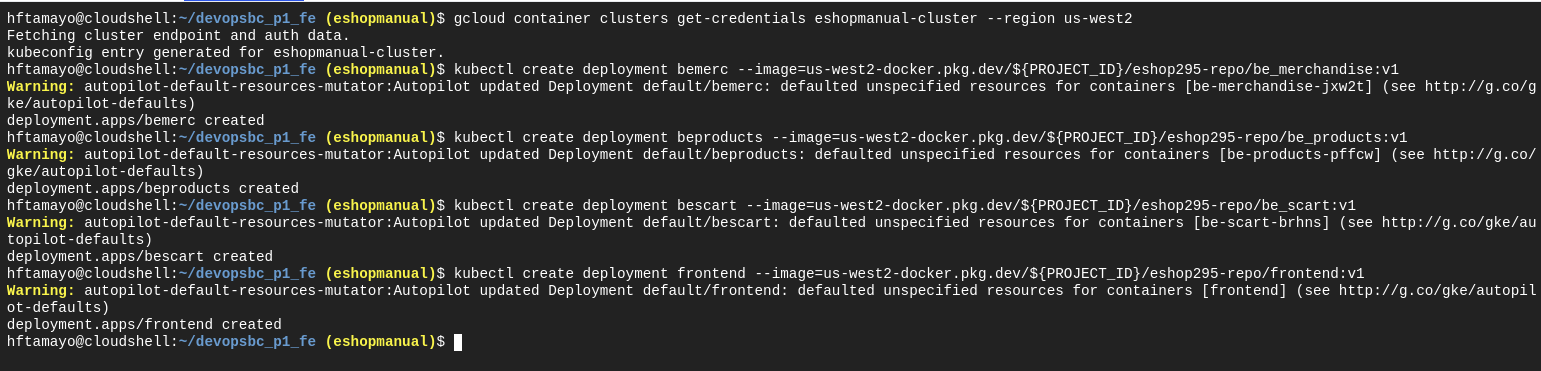 hftamayo@cloudshell:~/devopsbc_p1_fe (eshopmanual)$ gcloud container clusters get-credentials eshopmanual-cluster --region us-west2
Fetching cluster endpoint and auth data.
kubeconfig entry generated for eshopmanual-cluster.
hftamayo@cloudshell:~/devopsbc_p1_fe (eshopmanual)$ kubectl create deployment bemerc --image=us-west2-docker.pkg.dev/${PROJECT_ID}/eshop295-repo/be_merchandise:v1
Warning: autopilot-default-resources-mutator:Autopilot updated Deployment default/bemerc: defaulted unspecified resources for containers [be-merchandise-jxw2t] (see http://g.co/g
ke/autopilot-defaults)
deployment.apps/bemerc created
hftamayo@cloudshell:~/devopsbc_p1_fe (eshopmanual)$ kubectl create deployment beproducts --image=us-west2-docker.pkg.dev/${PROJECT_ID}/eshop295-repo/be_products:v1
Warning: autopilot-default-resources-mutator:Autopilot updated Deployment default/beproducts: defaulted unspecified resources for containers [be-products-pffcw] (see http://g.co/
gke/autopilot-defaults)
deployment.apps/beproducts created
hftamayo@cloudshell:~/devopsbc_p1_fe (eshopmanual)$ kubectl create deployment bescart --image=us-west2-docker.pkg.dev/${PROJECT_ID}/eshop295-repo/be_scart:v1
Warning: autopilot-default-resources-mutator:Autopilot updated Deployment default/bescart: defaulted unspecified resources for containers [be-scart-brhns] (see http://g.co/gke/au
topilot-defaults)
deployment.apps/bescart created
hftamayo@cloudshell:~/devopsbc_p1_fe (eshopmanual)$ kubectl create deployment frontend --image=us-west2-docker.pkg.dev/${PROJECT_ID}/eshop295-repo/frontend:v1
Warning: autopilot-default-resources-mutator:Autopilot updated Deployment default/frontend: defaulted unspecified resources for containers [frontend] (see http://g.co/gke/autopil
ot-defaults)
deployment.apps/frontend created
hftamayo@cloudshell:~/devopsbc_p1_fe (eshopmanual)$